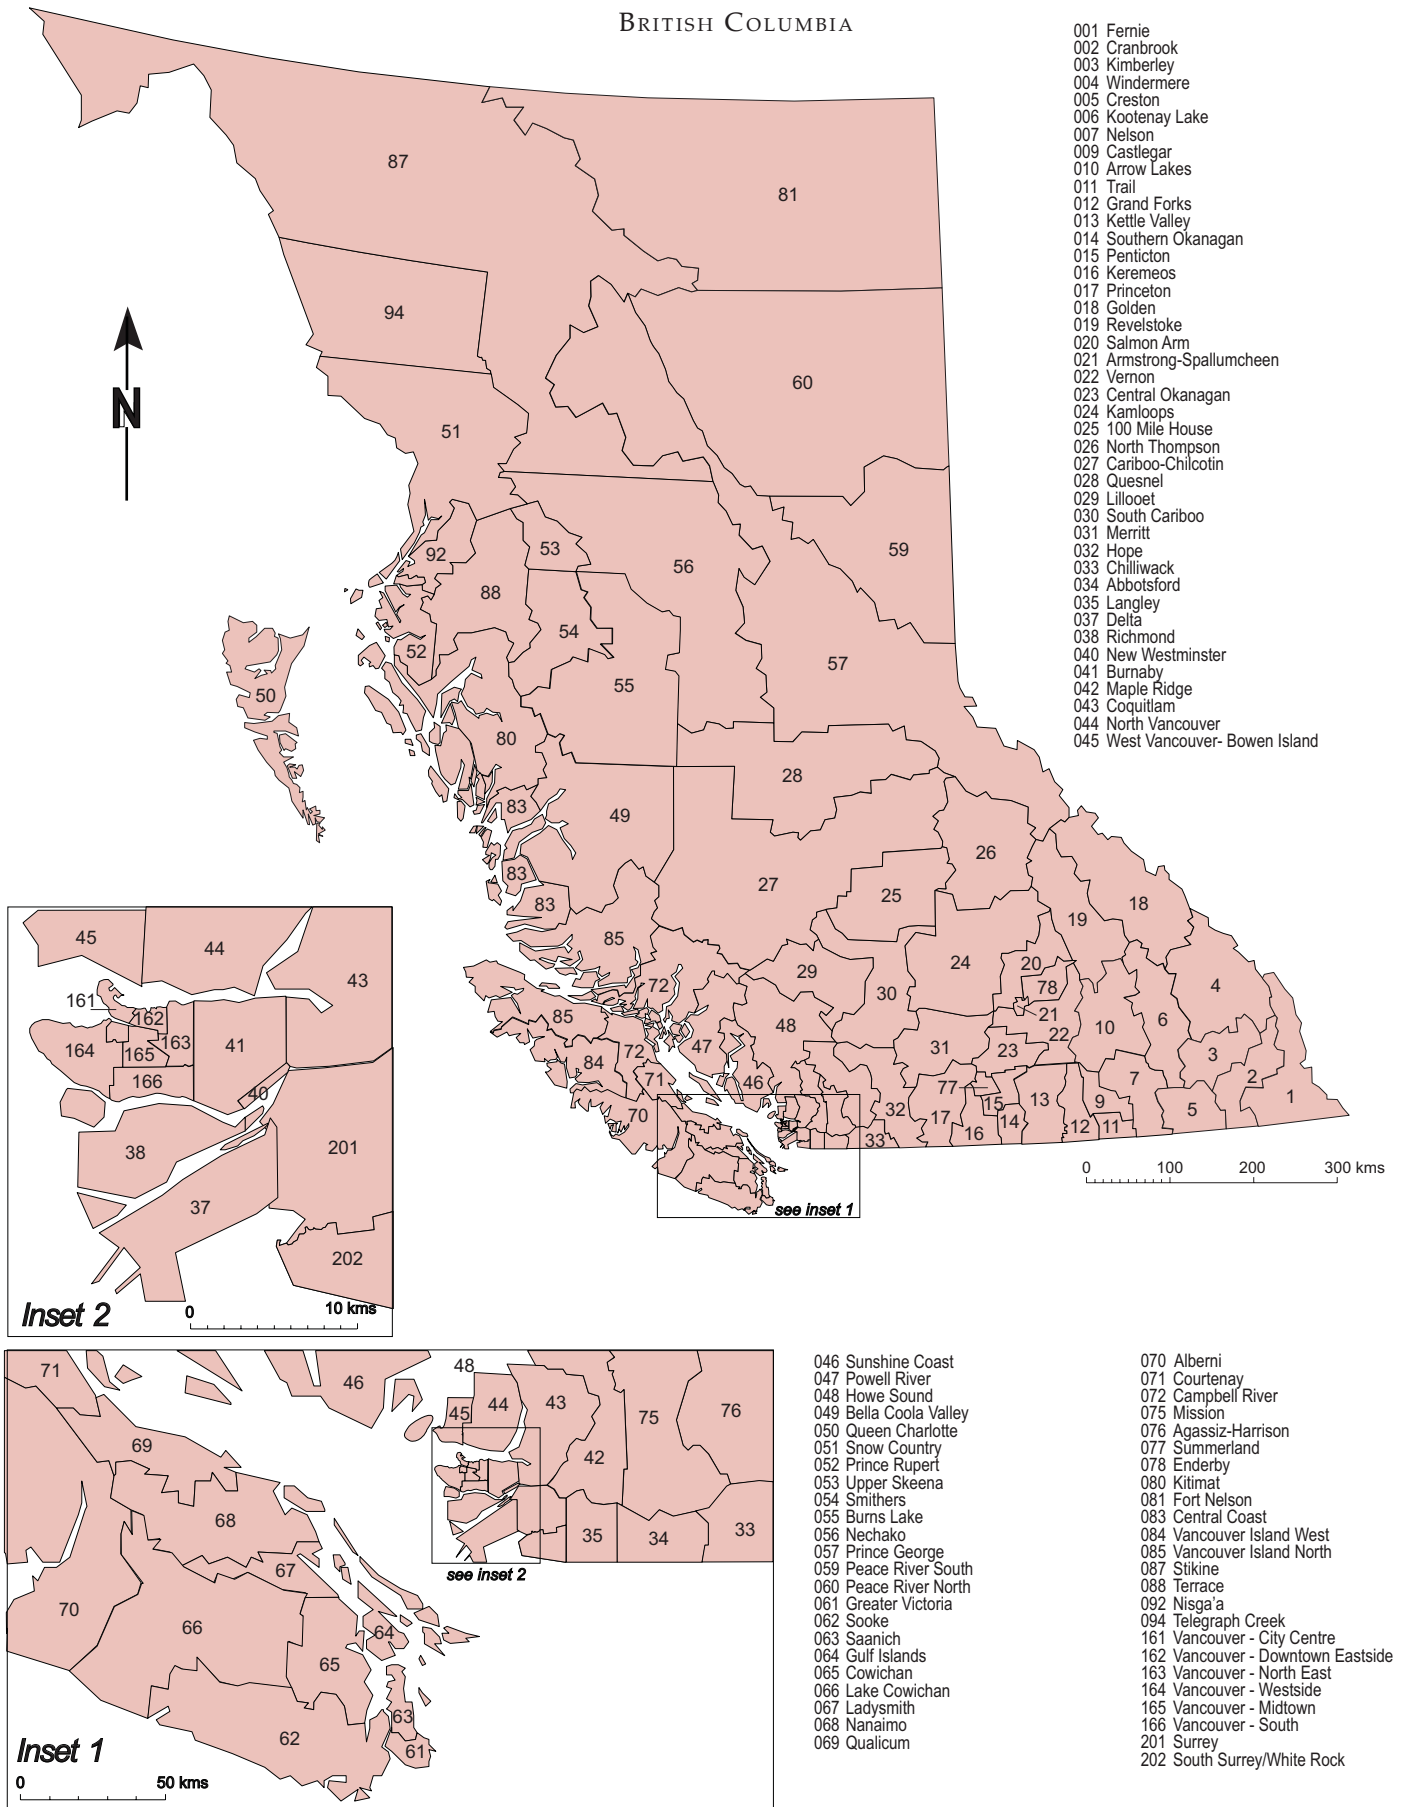 BRITISH COLUMBIA
001 Fernie
002 Cranbrook
003 Kimberley
004 Windermere
005 Creston
006 Kootenay Lake
007 Nelson
009 Castlegar
010 Arrow Lakes
011 Trail
012 Grand Forks
013 Kettle Valley
014 Southern Okanagan
015 Penticton
016 Keremeos
017 Princeton
018 Golden
019 Revelstoke
020 Salmon Arm
021 Armstrong-Spallumcheen
022 Vernon
023 Central Okanagan
024 Kamloops
025 100 Mile House
026 North Thompson
027 Cariboo-Chilcotin
028 Quesnel
029 Lillooet
030 South Cariboo
031 Merritt
032 Hope
033 Chilliwack
034 Abbotsford
035 Langley
037 Delta
038 Richmond
040 New Westminster
041 Burnaby
042 Maple Ridge
043 Coquitlam
044 North Vancouver
045 West Vancouver- Bowen Island
87
81
94
N
60
51
92
53
59
88
56
54
52
57
55
50
80
28
83
49
26
27
25
83
18
83
19
85
24
20
29
72
78
4
30
85
21
48
6
10
22
47
31
23
72
3
84
71
46
77
7
2
1
15
13
9
32
5
70
17
14
12
11
16
33
0 100 200 300 kms
see inset 1
45
44
43
161
162
163
41
164
165
166
40
38
201
37
202
Inset 2
0 10 kms
71
46
48
45
44
43
75
76
69
42
68
35
34
33
67
see inset 2
70
66
64
65
63
62
61
Inset 1
0 50 kms
046 Sunshine Coast
047 Powell River
048 Howe Sound
049 Bella Coola Valley
050 Queen Charlotte
051 Snow Country
052 Prince Rupert
053 Upper Skeena
054 Smithers
055 Burns Lake
056 Nechako
057 Prince George
059 Peace River South
060 Peace River North
061 Greater Victoria
062 Sooke
063 Saanich
064 Gulf Islands
065 Cowichan
066 Lake Cowichan
067 Ladysmith
068 Nanaimo
069 Qualicum
070 Alberni
071 Courtenay
072 Campbell River
075 Mission
076 Agassiz-Harrison
077 Summerland
078 Enderby
080 Kitimat
081 Fort Nelson
083 Central Coast
084 Vancouver Island West
085 Vancouver Island North
087 Stikine
088 Terrace
092 Nisga'a
094 Telegraph Creek
161 Vancouver - City Centre
162 Vancouver - Downtown Eastside
163 Vancouver - North East
164 Vancouver - Westside
165 Vancouver - Midtown
166 Vancouver - South
201 Surrey
202 South Surrey/White Rock